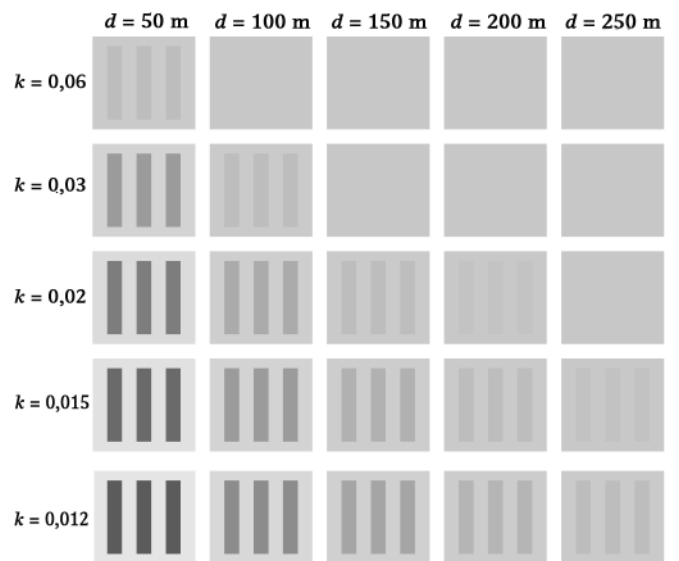 d = 50 m d = 100 m d = 150 m d = 200 m d = 250 m
k = 0,06
k = 0,03
k = 0,02
k = 0,015
k = 0,012